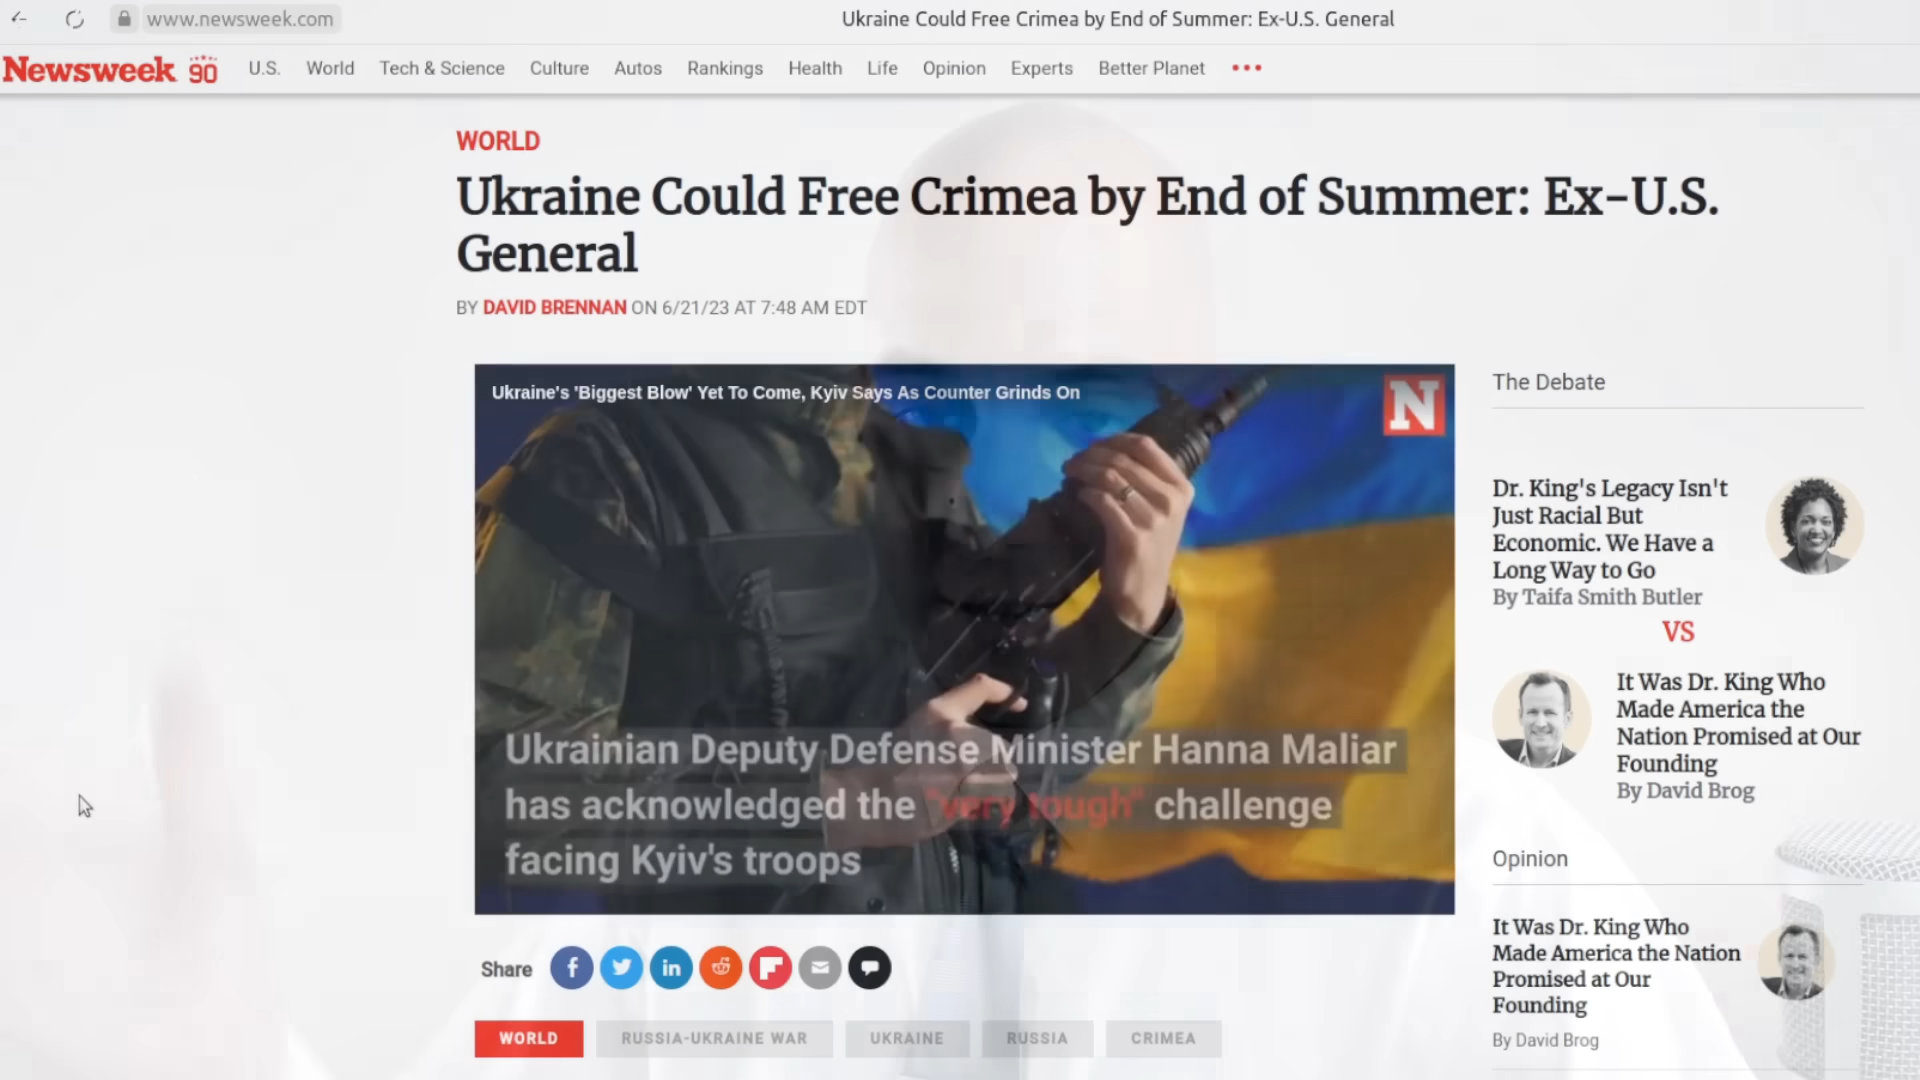 www.newsweek.com
Ukraine Could Free Crimea by End of Summer: Ex-U.S. General
Newsweek 90 U.S. World Tech & Science Culture Autos Rankings Health Life Opinion Experts Better Planet
WORLD
Ukraine Could Free Crimea by End of Summer: Ex-U.S.
General
BY DAVID BRENNAN ON 6/21/23 AT 7:48 AM EDT
Ukraine's 'Biggest Blow' Yet To Come, Kyiv Says As Counter Grinds On
N
Ukrainian Deputy Defense Minister Hanna Maliar
has acknowledged the "very tough" challenge
facing Kyiv's troops
Share
WORLD RUSSIA-UKRAINE WAR UKRAINE RUSSIA CRIMEA
The Debate
Dr. King's Legacy Isn't
Just Racial But
Economic. We Have a
Long Way to Go
By Taifa Smith Butler
VS
It Was Dr. King Who
Made America the
Nation Promised at Our
Founding
By David Brog
Opinion
It Was Dr. King Who
Made America the Nation
Promised at Our
Founding
By David Brog